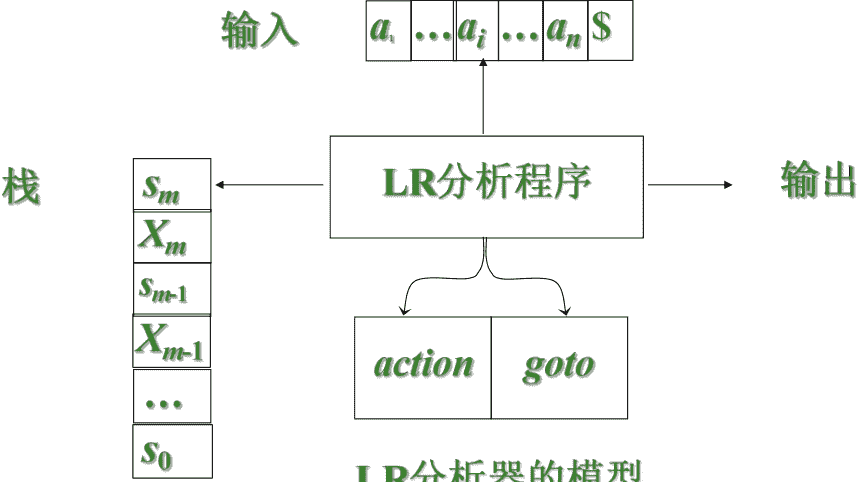 输入 a1 … ai … an $
LR分析程序
输出
栈
sm
Xm
sm-1
Xm-1
…
s0
action goto
LR分析器的模型